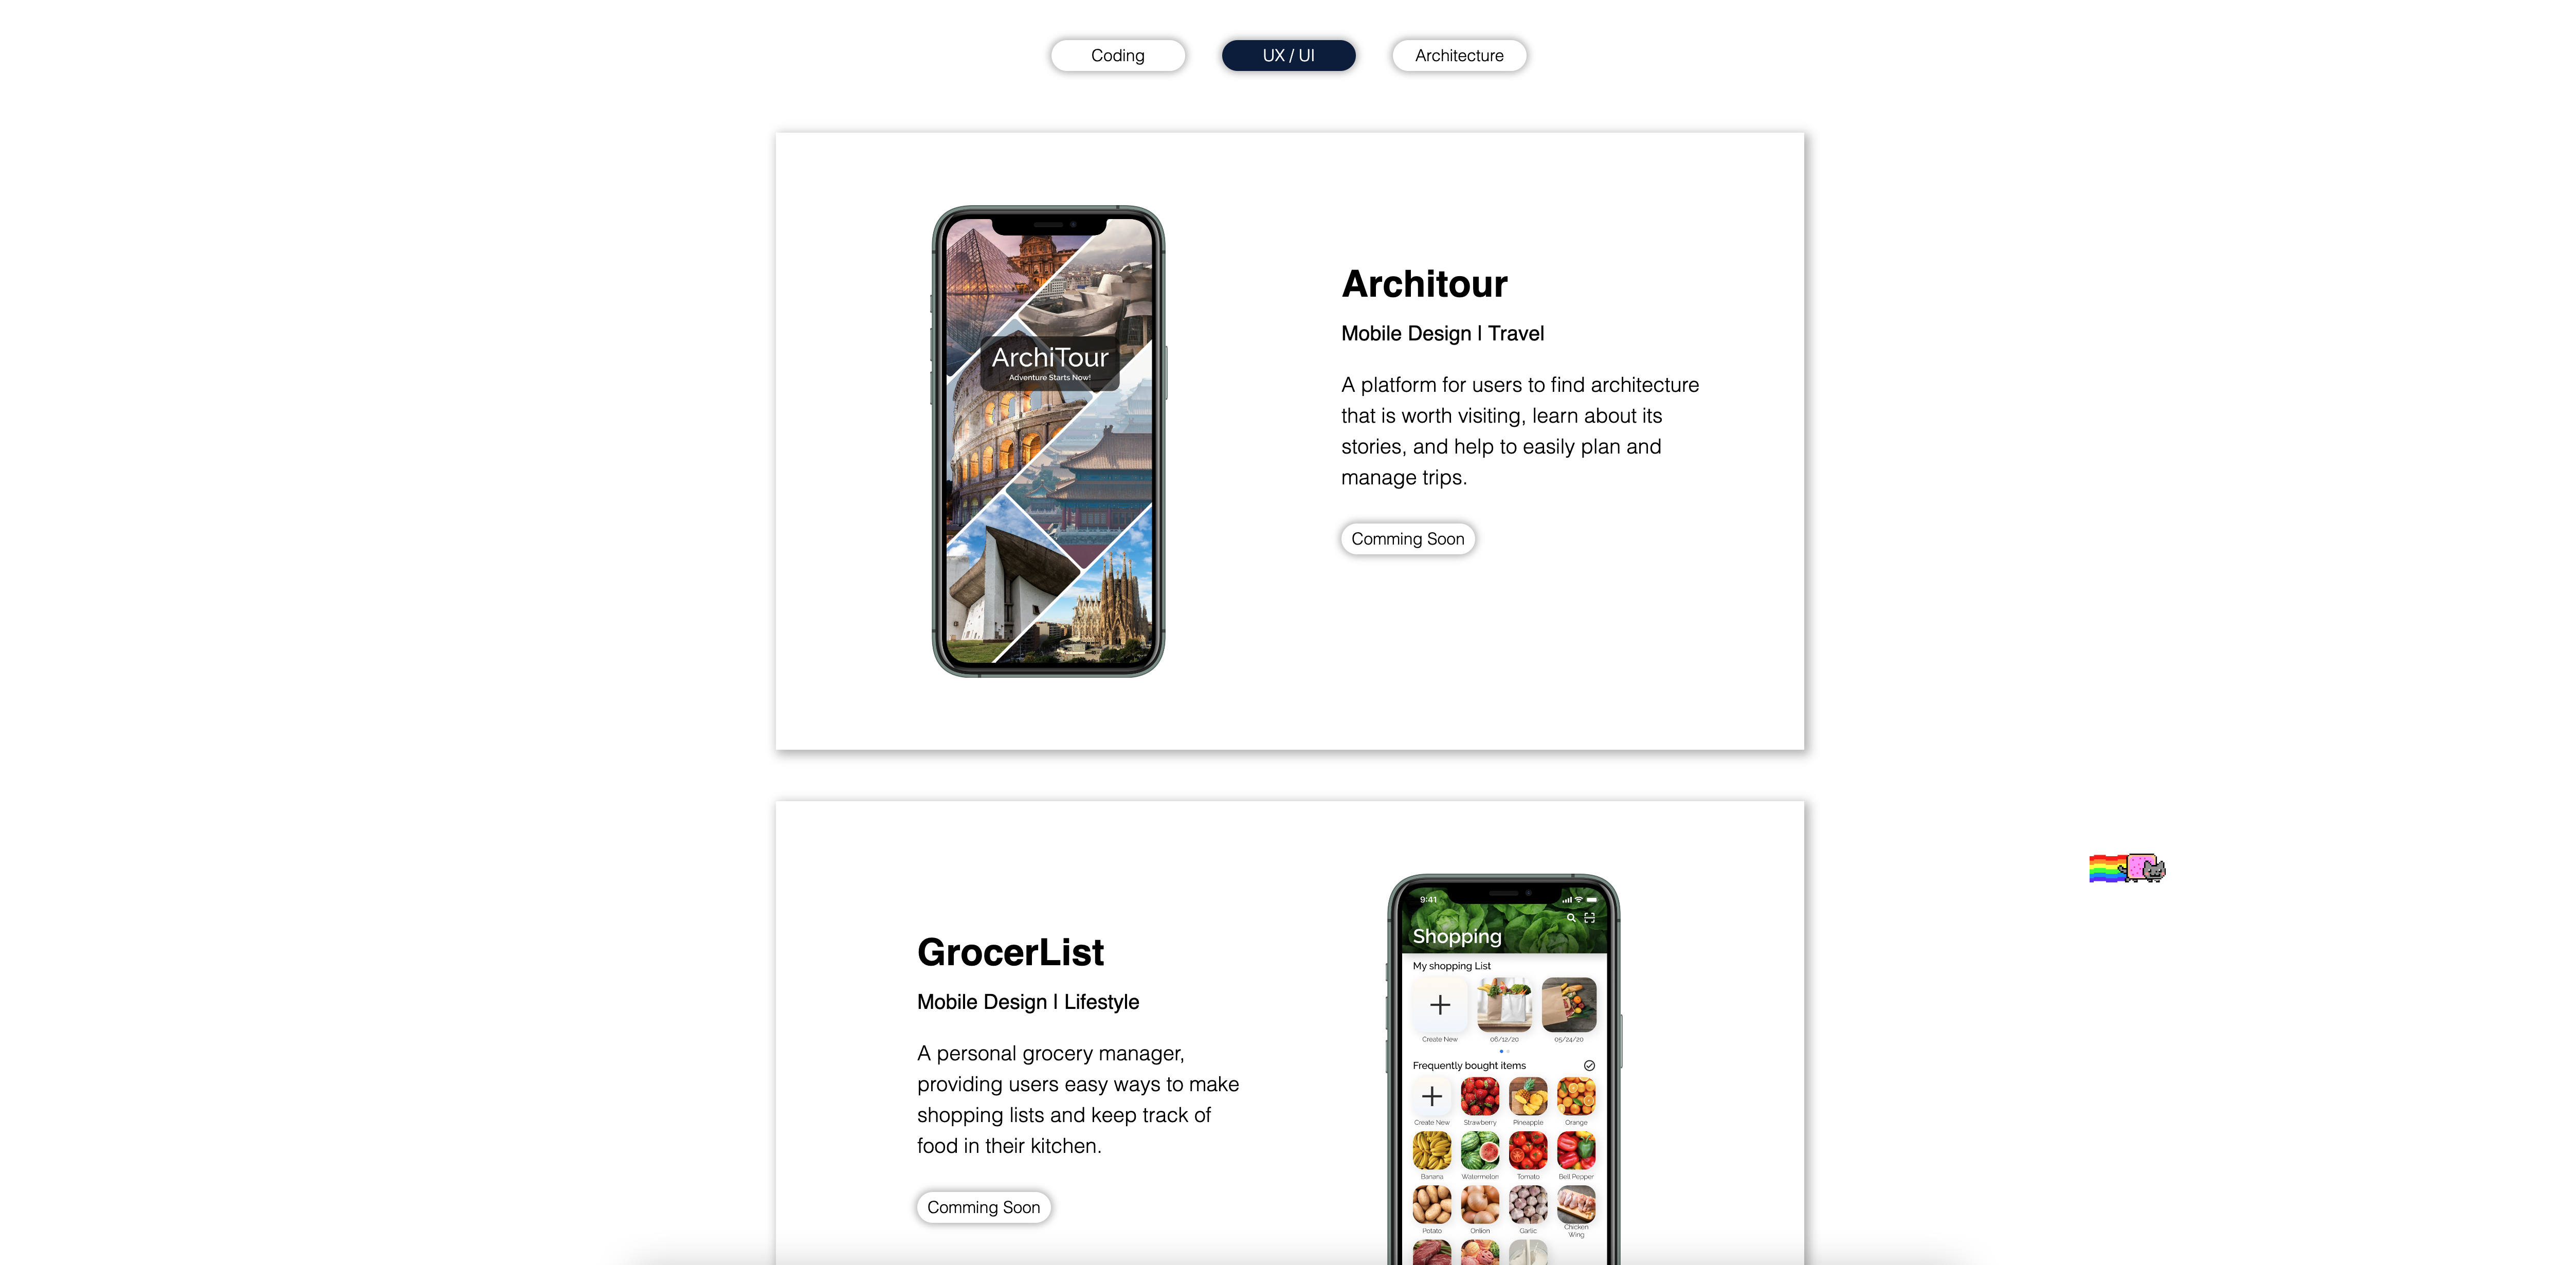 Coding
UX / UI
Architecture
ArchiTour
Adventure Starts Now!
Architour
Mobile Design | Travel
A platform for users to find architecture
that is worth visiting, learn about its
stories, and help to easily plan and
manage trips.
Comming Soon
GrocerList
Mobile Design | Lifestyle
A personal grocery manager,
providing users easy ways to make
shopping lists and keep track of
food in their kitchen.
Comming Soon
9:41
Shopping
My shopping List
Create New 06/12/20 05/24/20
Frequently bought items
Create New Strawberry Pineapple Orange
Banana Watermelon Tomato Bell Pepper
Potato Onlion Garlic Chicken
Wing